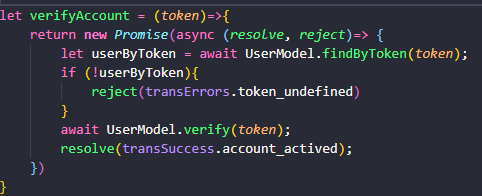 let verifyAccount = (token)=>{
    return new Promise(async (resolve, reject)=> {
        let userByToken = await UserModel.findByToken(token);
        if (!userByToken){
            reject(transErrors.token_undefined)
        }
        await UserModel.verify(token);
        resolve(transSuccess.account_actived);
    })
}